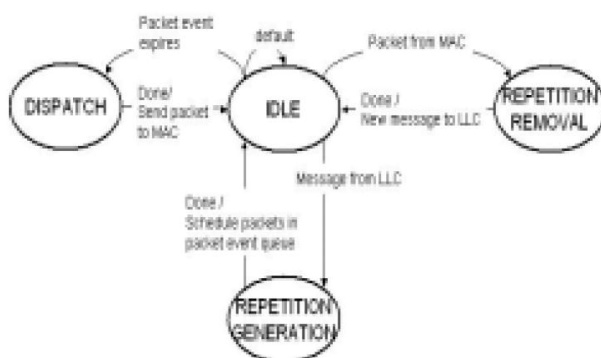 Packet event
expires
default
Packet from MAC
DISPATCH
Done/
Send packet
to MAC
IDLE
Done /
New message to LLC
REPETITION
REMOVAL
Message from LLC
Done /
Schedule packets in
packet event queue
REPETITION
GENERATION